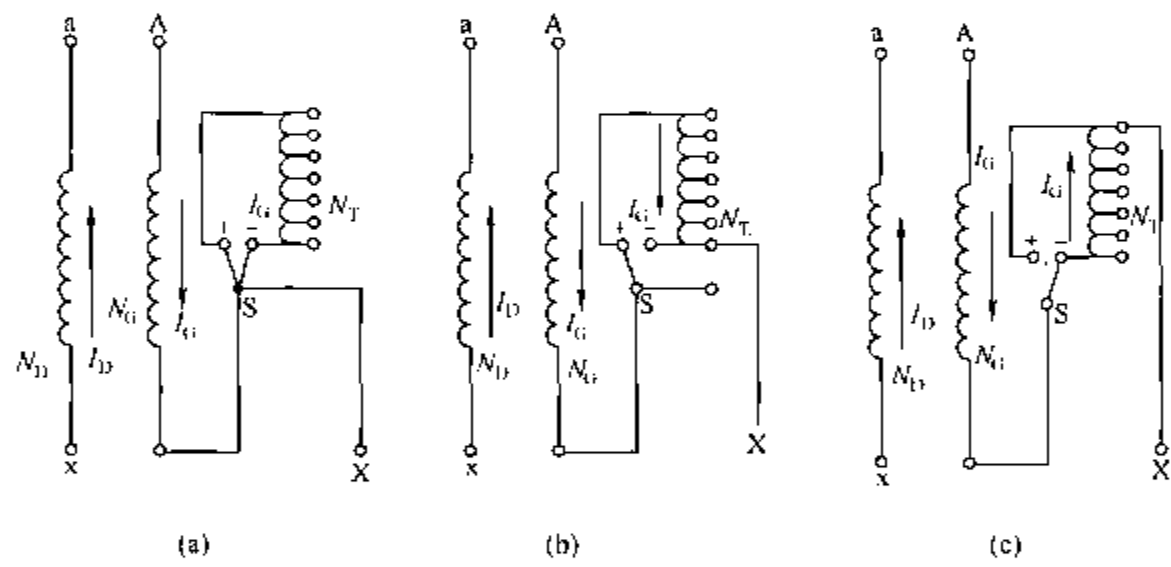 a A
+ − I_G N_T
N_D I_D N_G I_G S
x X
(a)
a A
+ − I_G N_T
I_D I_G S
N_D N_G
x X
(b)
a A
I_G
+ − I_G N_T
I_D S
N_D N_G
x X
(c)